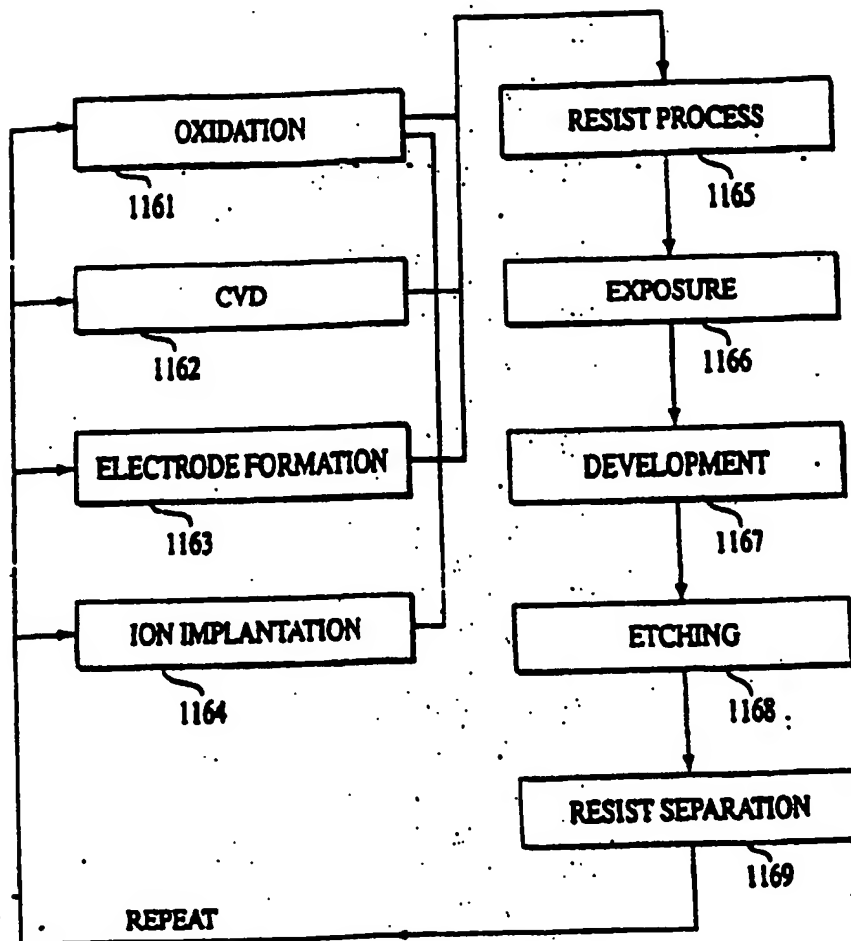 OXIDATION
1161
CVD
1162
ELECTRODE FORMATION
1163
ION IMPLANTATION
1164
RESIST PROCESS
1165
EXPOSURE
1166
DEVELOPMENT
1167
ETCHING
1168
RESIST SEPARATION
1169
REPEAT